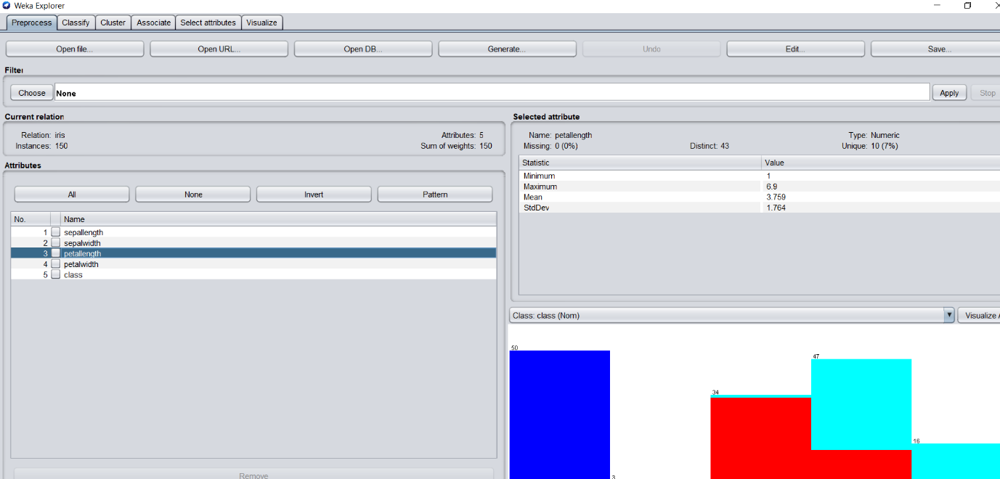 Weka Explorer
Preprocess Classify Cluster Associate Select attributes Visualize
Open file... Open URL... Open DB... Generate... Undo Edit... Save...
Filter
Choose None Apply Stop
Current relation
Relation: iris Attributes: 5
Instances: 150 Sum of weights: 150
Selected attribute
Name: petallength Type: Numeric
Missing: 0 (0%) Distinct: 43 Unique: 10 (7%)
Statistic Value
Minimum 1
Maximum 6.9
Mean 3.759
StdDev 1.764
Attributes
All None Invert Pattern
No. Name
1 sepallength
2 sepalwidth
3 petallength
4 petalwidth
5 class
Remove
Class: class (Nom) Visualize A
50
3
34
47
16